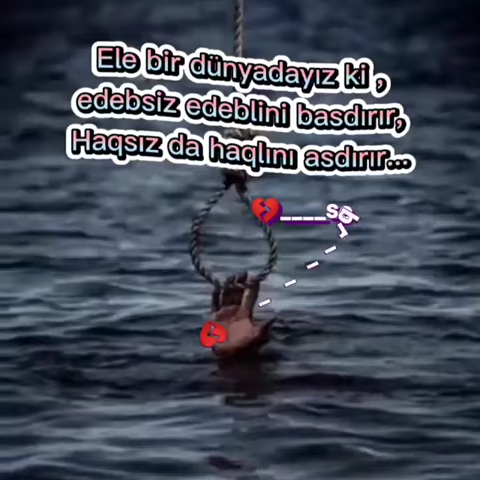 Ele bir dünyadayız ki ,
edebsiz edeblini basdırır,
Haqsız da haqlını asdırır...